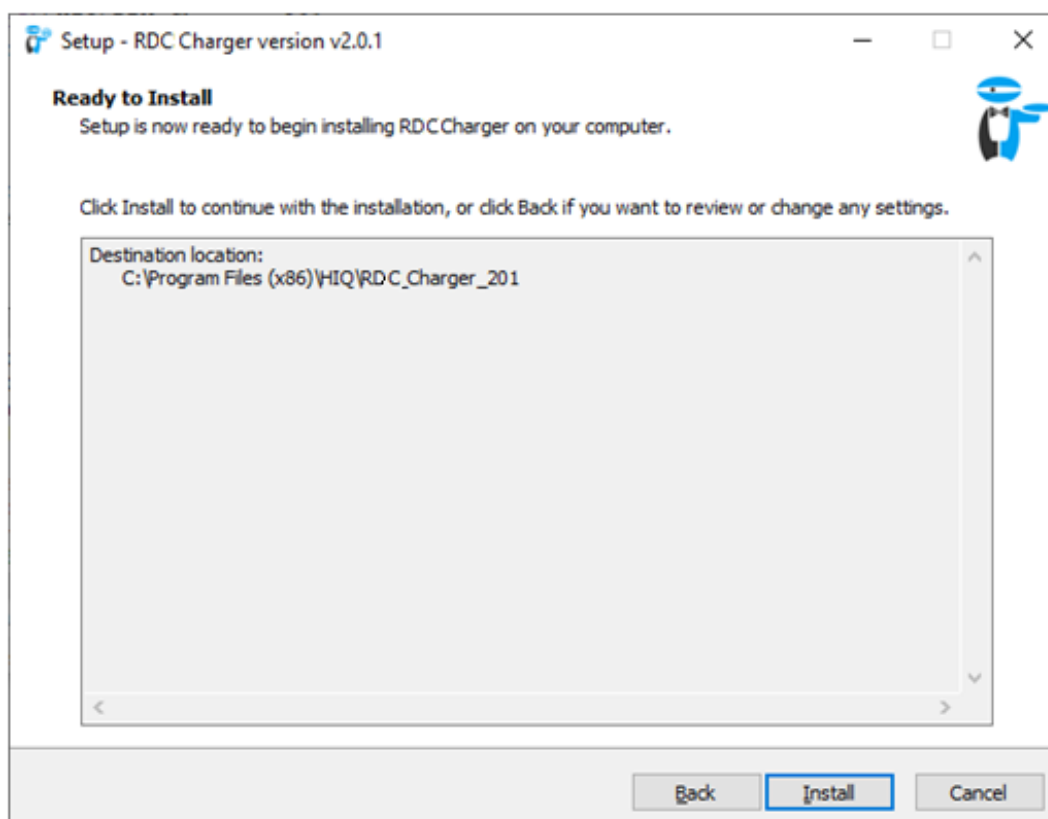 Setup - RDC Charger version v2.0.1
Ready to Install
Setup is now ready to begin installing RDCCharger on your computer.
Click Install to continue with the installation, or click Back if you want to review or change any settings.
Destination location:
C:\Program Files (x86)\HIQ\RDC_Charger_201
Back
Install
Cancel